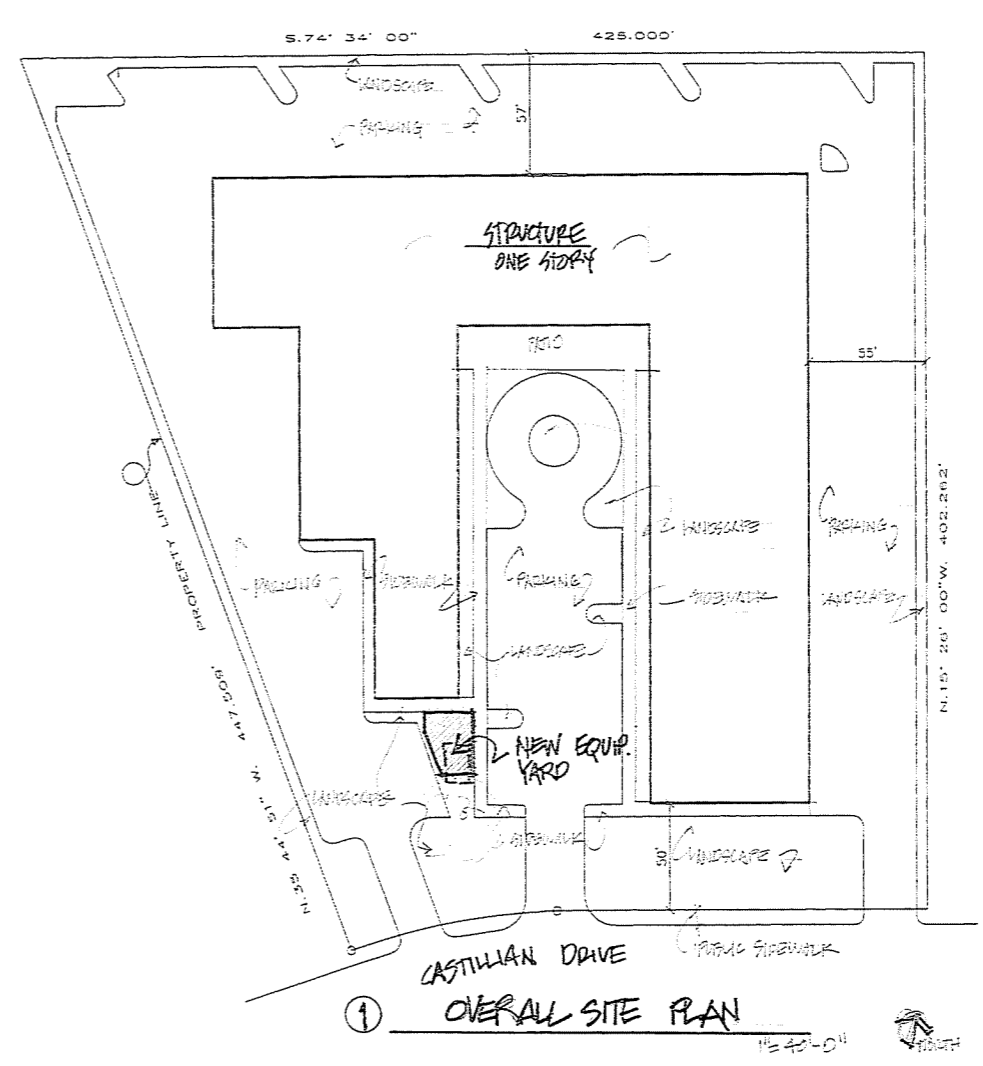 S.74° 34' 00"
425.000'
LANDSCAPE
PARKING
57'
STRUCTURE
ONE STORY
PATIO
55'
PROPERTY LINE
N.35 44' 51" W. 447.509'
PARKING
SIDEWALK
PARKING
LANDSCAPE
LANDSCAPE
SIDEWALK
PARKING
LANDSCAPE
N.15° 26' 00"W. 402.262'
NEW EQUIP.
YARD
LANDSCAPE
SIDEWALK
50'
LANDSCAPE
PUBLIC SIDEWALK
CASTILLIAN DRIVE
1
OVERALL SITE PLAN
1"=40'-0"
NORTH